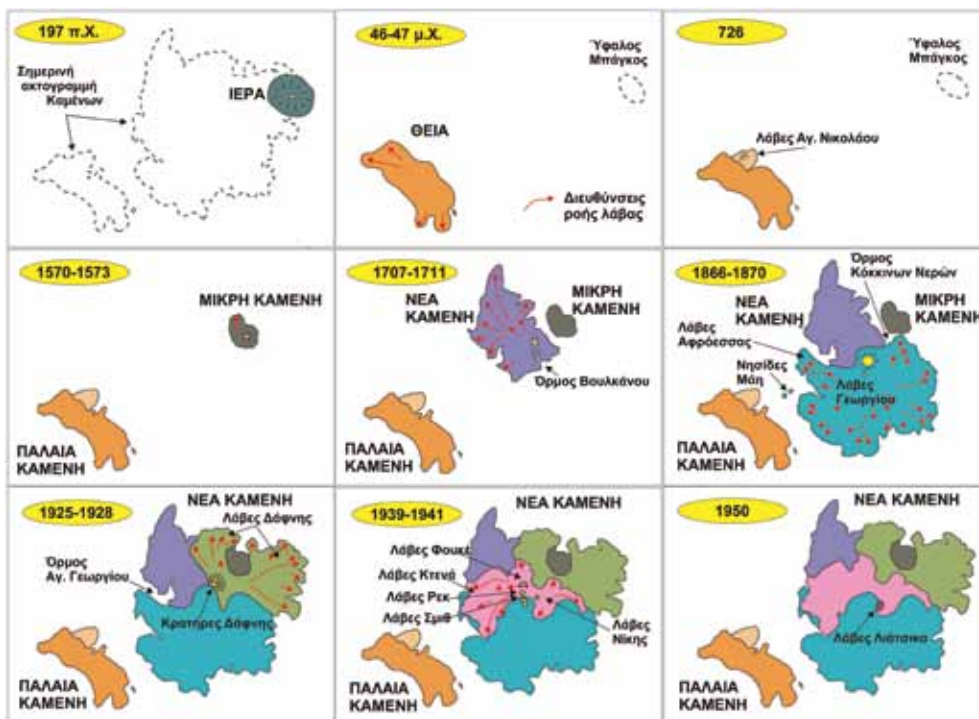 197 π.Χ.
Σημερινή
ακτογραμμή
Καμένων
ΙΕΡΑ
46-47 μ.Χ.
Ύφαλος
Μπάγκος
ΘΕΙΑ
Διευθύνσεις
ροής λάβας
726
Ύφαλος
Μπάγκος
Λάβες Αγ. Νικολάου
1570-1573
ΜΙΚΡΗ ΚΑΜΕΝΗ
ΠΑΛΑΙΑ
ΚΑΜΕΝΗ
1707-1711
ΝΕΑ
ΚΑΜΕΝΗ
ΜΙΚΡΗ
ΚΑΜΕΝΗ
Όρμος Βουλκάνου
ΠΑΛΑΙΑ
ΚΑΜΕΝΗ
1866-1870
Όρμος
Κόκκινων Νερών
ΝΕΑ
ΚΑΜΕΝΗ
ΜΙΚΡΗ
ΚΑΜΕΝΗ
Λάβες
Αφρόεσσας
Νησίδες
Μάη
Λάβες
Γεωργίου
ΠΑΛΑΙΑ
ΚΑΜΕΝΗ
1925-1928
ΝΕΑ ΚΑΜΕΝΗ
Λάβες Δάφνης
Όρμος
Αγ. Γεωργίου
Κρατήρες Δάφνης
ΠΑΛΑΙΑ
ΚΑΜΕΝΗ
1939-1941
ΝΕΑ ΚΑΜΕΝΗ
Λάβες Φουκέ
Λάβες Κτενά
Λάβες Ρεκ
Λάβες Σμιθ
Λάβες
Νίκης
ΠΑΛΑΙΑ
ΚΑΜΕΝΗ
1950
ΝΕΑ ΚΑΜΕΝΗ
Λάβες Λιάτσικα
ΠΑΛΑΙΑ
ΚΑΜΕΝΗ